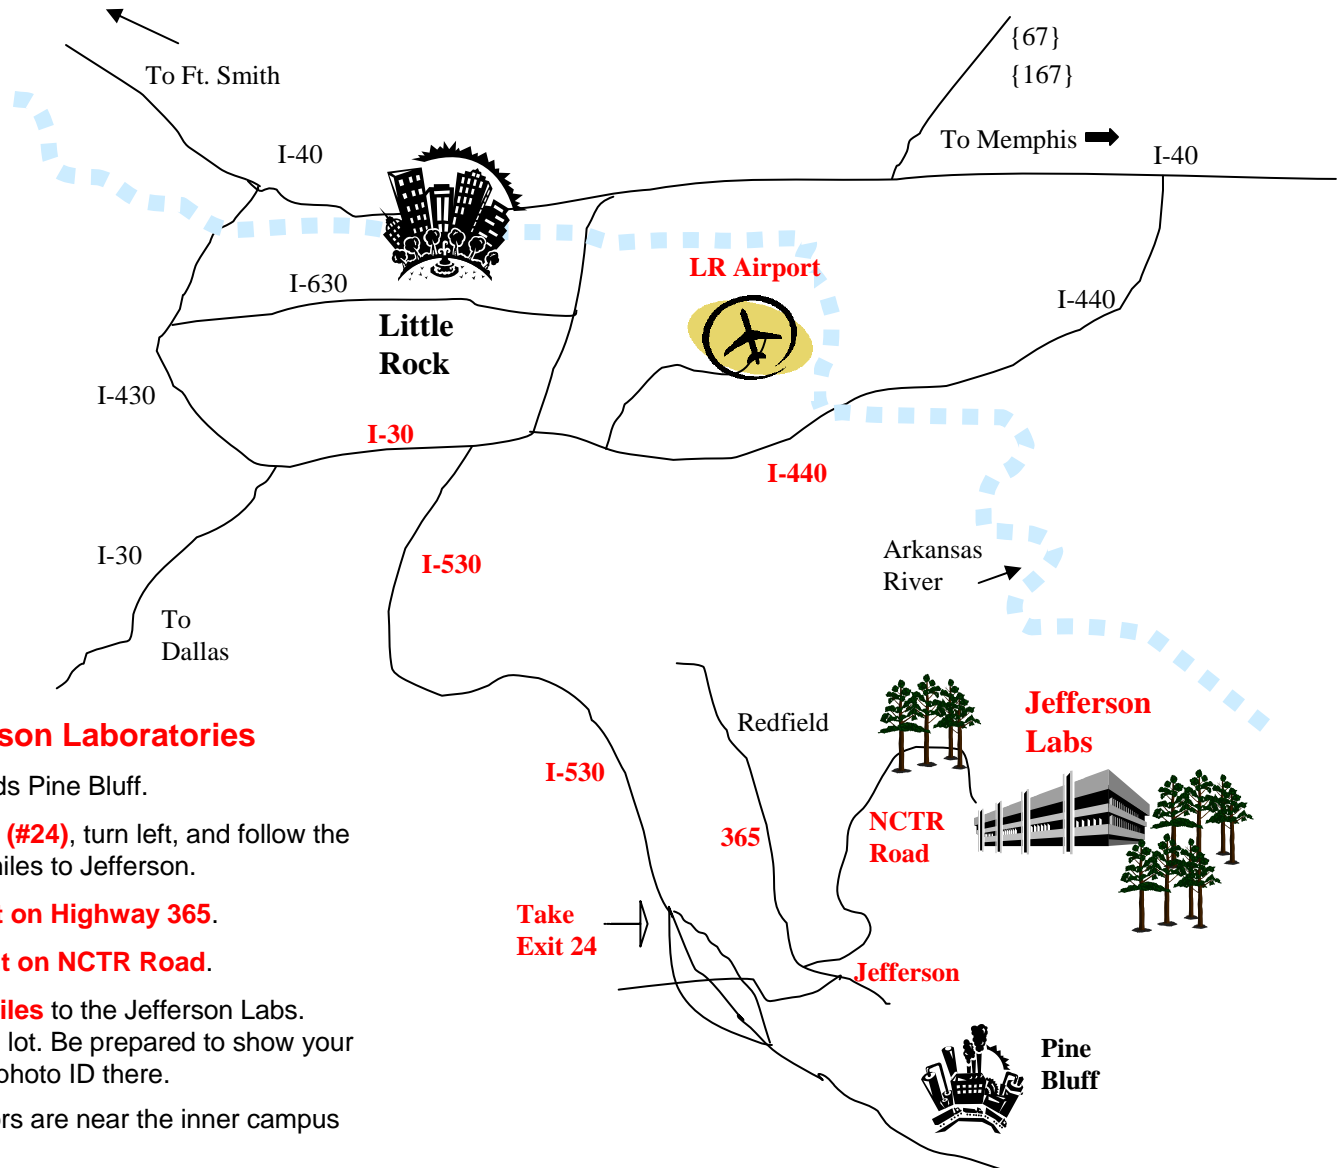 To Ft. Smith
{67}
{167}
To Memphis
I-40
I-40
LR Airport
I-630
I-440
Little
Rock
I-430
I-30
I-440
I-30
I-530
Arkansas
River
To
Dallas
Redfield
Jefferson
Labs
I-530
365
NCTR
Road
Take
Exit 24
Jefferson
Pine
Bluff
son Laboratories
ds Pine Bluff.
(#24), turn left, and follow the
niles to Jefferson.
t on Highway 365.
t on NCTR Road.
iles to the Jefferson Labs.
lot. Be prepared to show your
photo ID there.
ors are near the inner campus